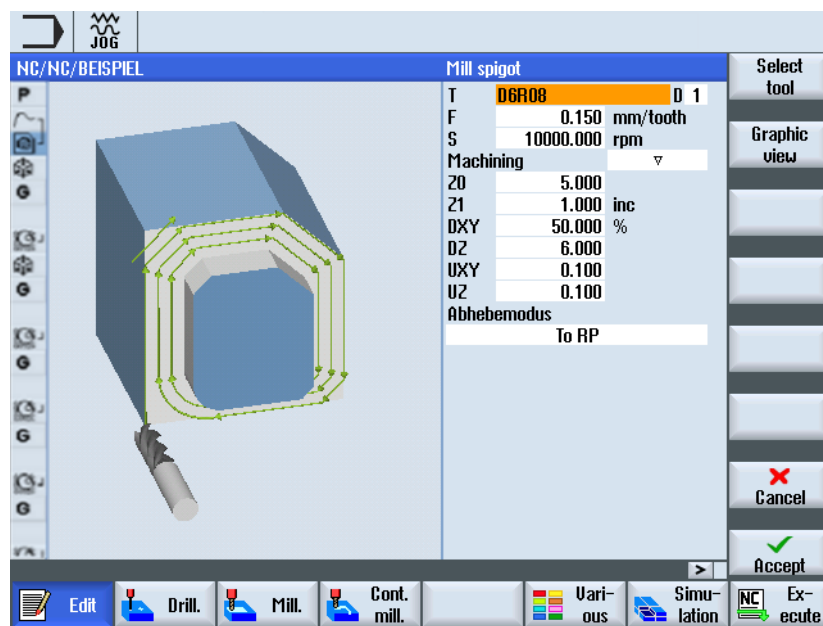 JOG
NC/NC/BEISPIEL
Mill spigot
Select
tool
P
T D6R08 D 1
F 0.150 mm/tooth
S 10000.000 rpm
Graphic
view
Machining ▿
Z0 5.000
G
Z1 1.000 inc
DXY 50.000 %
DZ 6.000
UXY 0.100
G
UZ 0.100
Abhebemodus
To RP
G
G
G
Cancel
Accept
>
Edit
Drill.
Mill.
Cont.
mill.
Vari-
ous
Simu-
lation
NC
Ex-
ecute